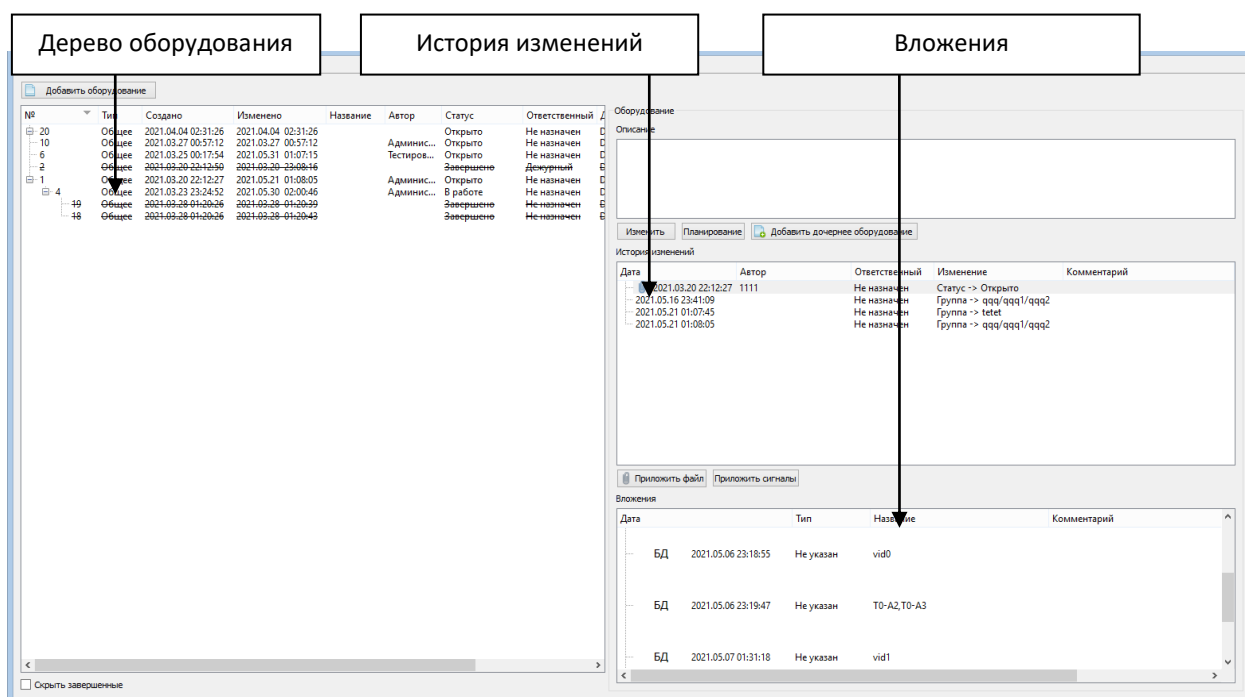 Дерево оборудования
История изменений
Вложения
Добавить оборудование
№ Тип Создано Изменено Название Автор Статус Ответственный
20 Общее 2021.04.04 02:31:26 2021.04.04 02:31:26 Открыто Не назначен
10 Общее 2021.03.27 00:57:12 2021.03.27 00:57:12 Админис... Открыто Не назначен
6 Общее 2021.03.25 00:17:54 2021.05.31 01:07:15 Тестиров... Открыто Не назначен
2 Общее 2021.03.20 22:12:50 2021.03.20 23:08:16 Завершено Дежурный
1 Общее 2021.03.20 22:12:27 2021.05.21 01:08:05 Админис... Открыто Не назначен
4 Общее 2021.03.23 23:24:52 2021.05.30 02:00:46 Админис... В работе Не назначен
19 Общее 2021.03.28 01:20:26 2021.03.28 01:20:39 Завершено Не назначен
18 Общее 2021.03.28 01:20:26 2021.03.28 01:20:43 Завершено Не назначен
Скрыть завершенные
Оборудование
Описание
Изменить Планирование Добавить дочернее оборудование
История изменений
Дата Автор Ответственный Изменение Комментарий
2021.03.20 22:12:27 1111 Не назначен Статус -> Открыто
2021.05.16 23:41:09 Не назначен Группа -> qqq/qqq1/qqq2
2021.05.21 01:07:45 Не назначен Группа -> tetet
2021.05.21 01:08:05 Не назначен Группа -> qqq/qqq1/qqq2
Приложить файл Приложить сигналы
Вложения
Дата Тип Название Комментарий
БД 2021.05.06 23:18:55 Не указан vid0
БД 2021.05.06 23:19:47 Не указан T0-A2,T0-A3
БД 2021.05.07 01:31:18 Не указан vid1